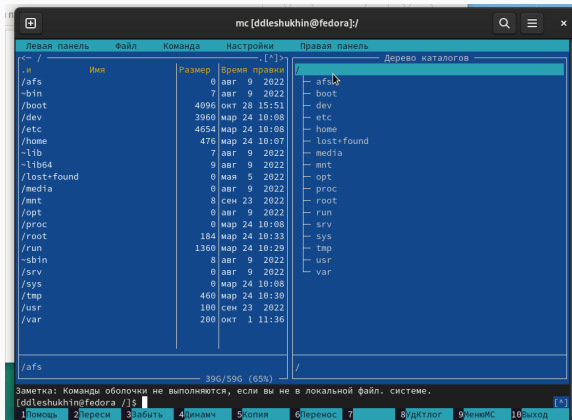 mc [ddleshukhin@fedora]:/
Левая панель Файл Команда Настройки Правая панель
<— / .[^]>
.и Имя Размер Время правки
/afs 0 авг 9 2022
~bin 7 авг 9 2022
/boot 4096 окт 28 15:51
/dev 3960 мар 24 10:08
/etc 4654 мар 24 10:08
/home 476 мар 24 10:07
~lib 7 авг 9 2022
~lib64 9 авг 9 2022
/lost+found 0 мая 5 2022
/media 0 авг 9 2022
/mnt 8 сен 23 2022
/opt 0 авг 9 2022
/proc 0 мар 24 10:08
/root 184 мар 24 10:33
/run 1360 мар 24 10:29
~sbin 8 авг 9 2022
/srv 0 авг 9 2022
/sys 0 мар 24 10:08
/tmp 460 мар 24 10:30
/usr 100 сен 23 2022
/var 200 окт 1 11:36
/afs
39G/59G (65%)
Дерево каталогов
/
afs
boot
dev
etc
home
lost+found
media
mnt
opt
proc
root
run
srv
sys
tmp
usr
var
/
Заметка: Команды оболочки не выполняются, если вы не в локальной файл. системе.
[ddleshukhin@fedora /]$ [^]
1Помощь 2Пересм 3Забыть 4Динамч 5Копия 6Перенос 7 8УдКтлог 9МенюМС 10Выход